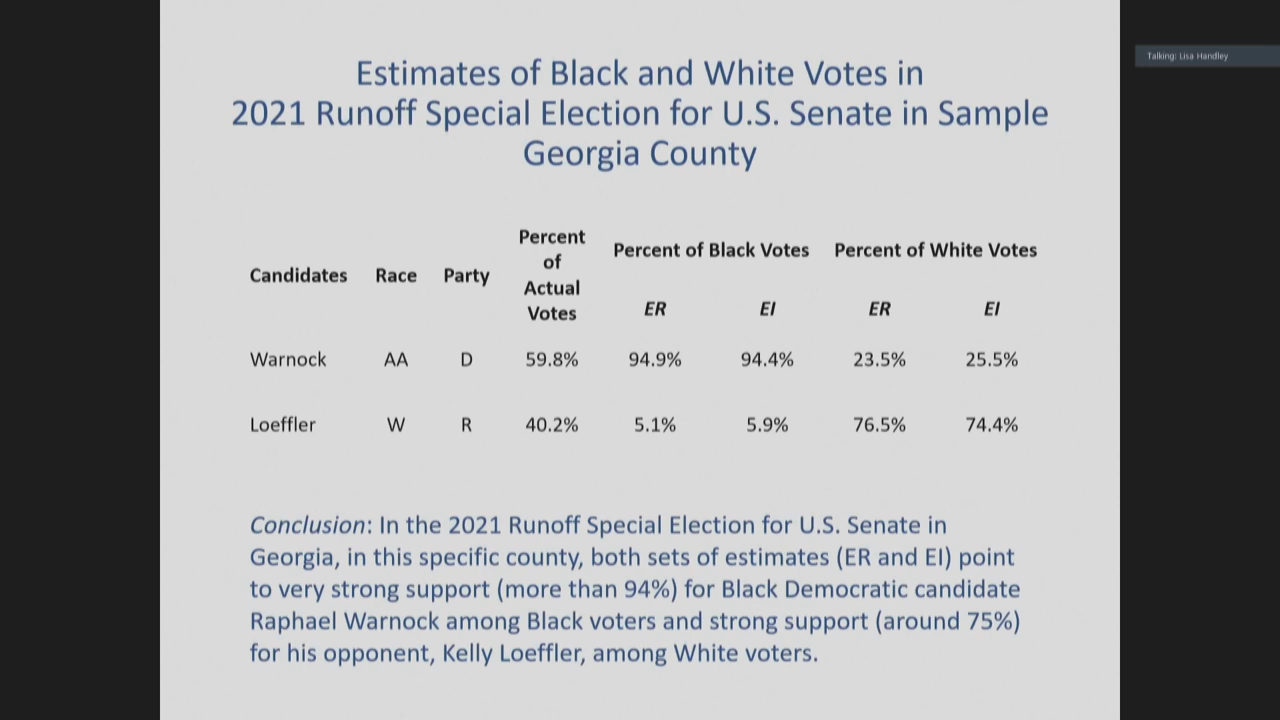 Talking: Lisa Handley
Estimates of Black and White Votes in
2021 Runoff Special Election for U.S. Senate in Sample
Georgia County
Candidates Race Party Percent of Actual Votes Percent of Black Votes Percent of White Votes
ER EI ER EI
Warnock AA D 59.8% 94.9% 94.4% 23.5% 25.5%
Loeffler W R 40.2% 5.1% 5.9% 76.5% 74.4%
Conclusion: In the 2021 Runoff Special Election for U.S. Senate in
Georgia, in this specific county, both sets of estimates (ER and EI) point
to very strong support (more than 94%) for Black Democratic candidate
Raphael Warnock among Black voters and strong support (around 75%)
for his opponent, Kelly Loeffler, among White voters.